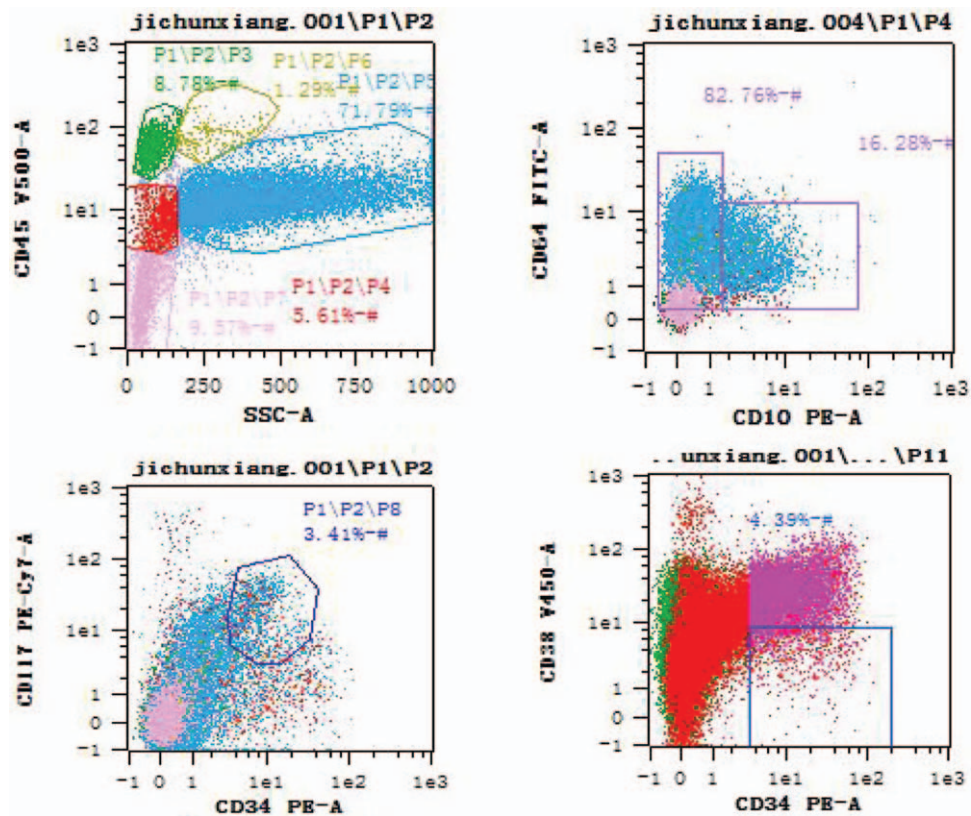 jichunxiang.001\P1\P2
1e3
1e2
1e1
1
0
-1
CD45 V500-A
P1\P2\P3
8.78%-#
P1\P2\P6
1.29%-#
P1\P2\P5
71.79%-#
P1\P2\P7
9.57%-#
P1\P2\P4
5.61%-#
0 250 500 750 1000
SSC-A
jichunxiang.004\P1\P4
1e3
1e2
1e1
1
0
-1
CD64 FITC-A
82.76%-#
16.28%-#
-1 0 1 1e1 1e2 1e3
CD10 PE-A
jichunxiang.001\P1\P2
1e3
1e2
1e1
1
0
-1
CD117 PE-Cy7-A
P1\P2\P8
3.41%-#
-1 0 1 1e1 1e2 1e3
CD34 PE-A
..unxiang.001\...\P11
1e3
1e2
1e1
1
0
-1
CD38 V450-A
4.39%-#
-1 0 1 1e1 1e2 1e3
CD34 PE-A